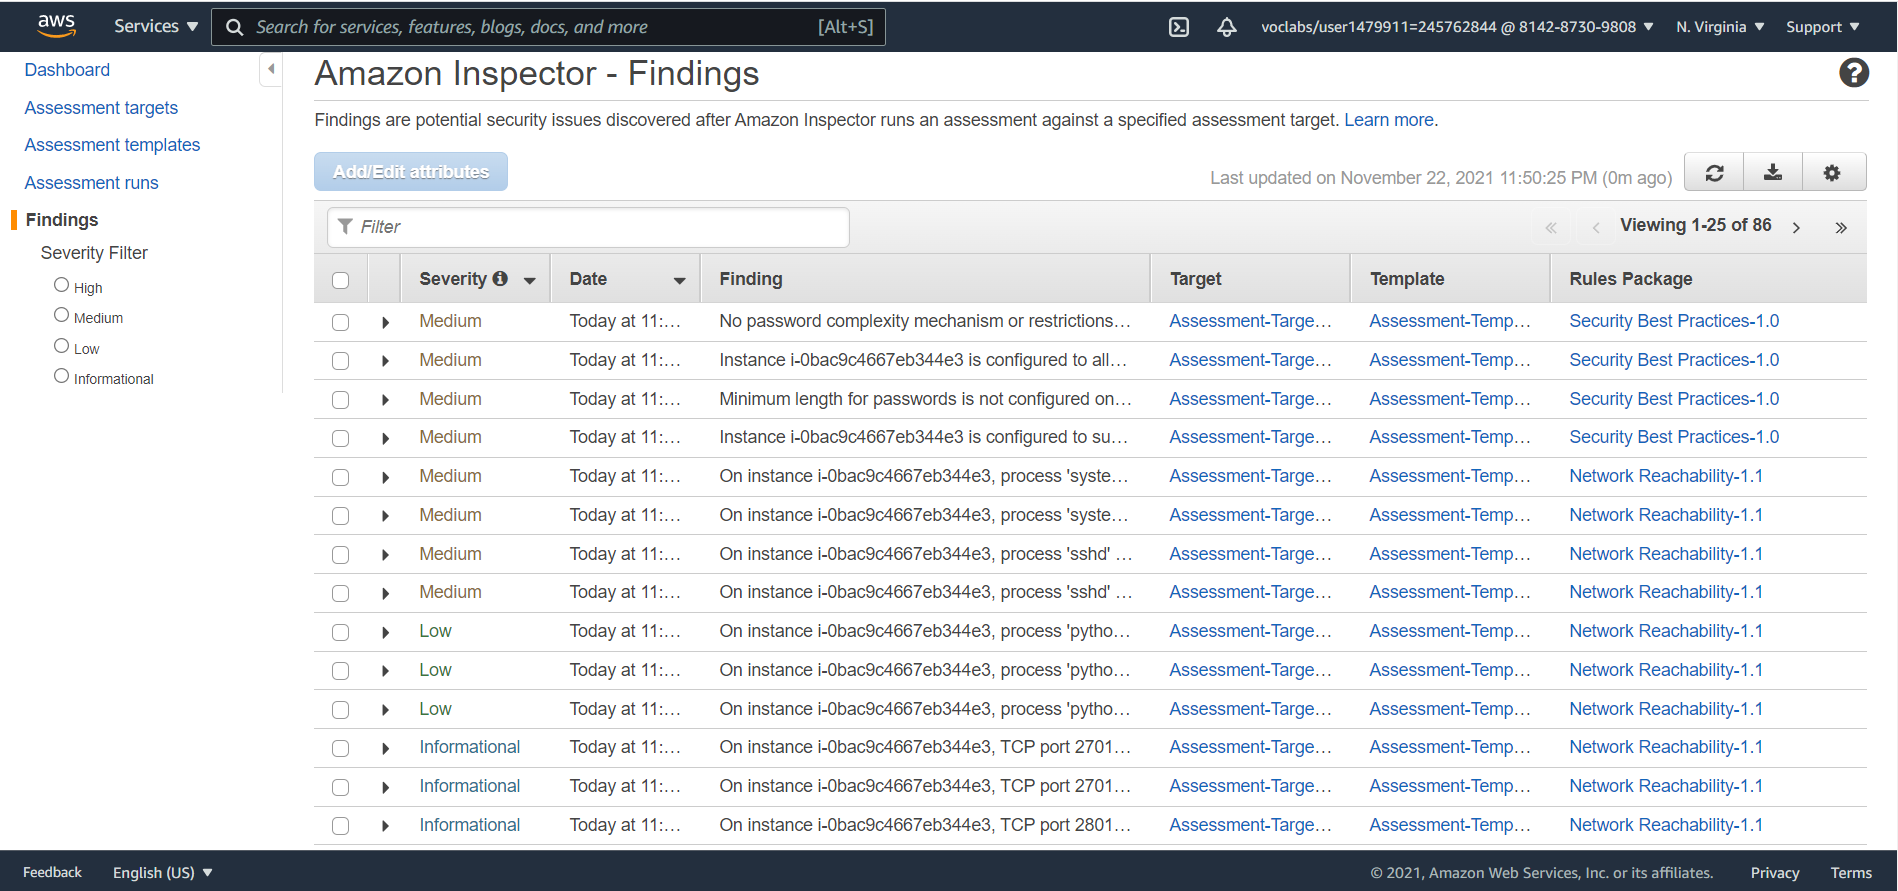 aws Services Search for services, features, blogs, docs, and more [Alt+S] voclabs/user1479911=245762844 @ 8142-8730-9808 N. Virginia Support
Dashboard
Assessment targets
Assessment templates
Assessment runs
Findings
Severity Filter
High
Medium
Low
Informational
Amazon Inspector - Findings
Findings are potential security issues discovered after Amazon Inspector runs an assessment against a specified assessment target. Learn more.
Add/Edit attributes
Last updated on November 22, 2021 11:50:25 PM (0m ago)
Filter
Viewing 1-25 of 86
Severity Date Finding Target Template Rules Package
Medium Today at 11:… No password complexity mechanism or restrictions… Assessment-Targe… Assessment-Temp… Security Best Practices-1.0
Medium Today at 11:… Instance i-0bac9c4667eb344e3 is configured to all… Assessment-Targe… Assessment-Temp… Security Best Practices-1.0
Medium Today at 11:… Minimum length for passwords is not configured on… Assessment-Targe… Assessment-Temp… Security Best Practices-1.0
Medium Today at 11:… Instance i-0bac9c4667eb344e3 is configured to su… Assessment-Targe… Assessment-Temp… Security Best Practices-1.0
Medium Today at 11:… On instance i-0bac9c4667eb344e3, process 'syste… Assessment-Targe… Assessment-Temp… Network Reachability-1.1
Medium Today at 11:… On instance i-0bac9c4667eb344e3, process 'syste… Assessment-Targe… Assessment-Temp… Network Reachability-1.1
Medium Today at 11:… On instance i-0bac9c4667eb344e3, process 'sshd' … Assessment-Targe… Assessment-Temp… Network Reachability-1.1
Medium Today at 11:… On instance i-0bac9c4667eb344e3, process 'sshd' … Assessment-Targe… Assessment-Temp… Network Reachability-1.1
Low Today at 11:… On instance i-0bac9c4667eb344e3, process 'pytho… Assessment-Targe… Assessment-Temp… Network Reachability-1.1
Low Today at 11:… On instance i-0bac9c4667eb344e3, process 'pytho… Assessment-Targe… Assessment-Temp… Network Reachability-1.1
Low Today at 11:… On instance i-0bac9c4667eb344e3, process 'pytho… Assessment-Targe… Assessment-Temp… Network Reachability-1.1
Informational Today at 11:… On instance i-0bac9c4667eb344e3, TCP port 2701… Assessment-Targe… Assessment-Temp… Network Reachability-1.1
Informational Today at 11:… On instance i-0bac9c4667eb344e3, TCP port 2701… Assessment-Targe… Assessment-Temp… Network Reachability-1.1
Informational Today at 11:… On instance i-0bac9c4667eb344e3, TCP port 2801… Assessment-Targe… Assessment-Temp… Network Reachability-1.1
Feedback English (US) © 2021, Amazon Web Services, Inc. or its affiliates. Privacy Terms